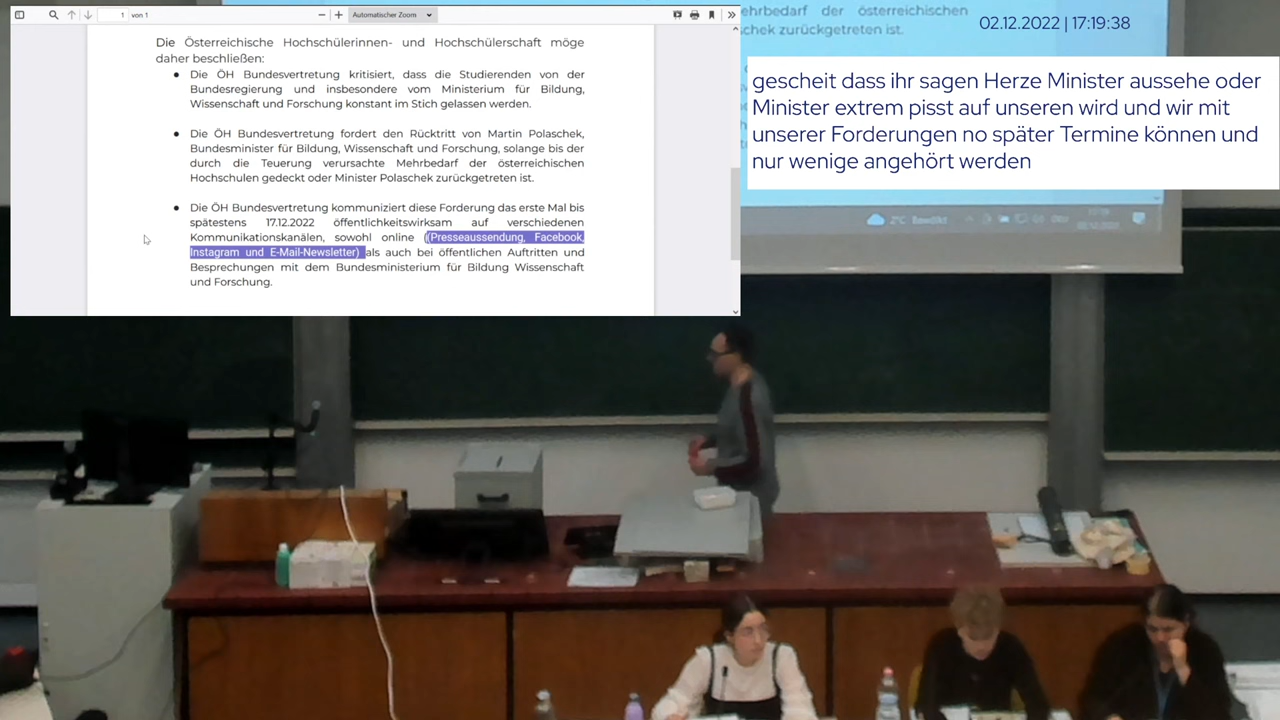 1 von 1
Automatischer Zoom
Die Österreichische Hochschülerinnen- und Hochschülerschaft möge
daher beschließen:
● Die ÖH Bundesvertretung kritisiert, dass die Studierenden von der
Bundesregierung und insbesondere vom Ministerium für Bildung,
Wissenschaft und Forschung konstant im Stich gelassen werden.
● Die ÖH Bundesvertretung fordert den Rücktritt von Martin Polaschek,
Bundesminister für Bildung, Wissenschaft und Forschung, solange bis der
durch die Teuerung verursachte Mehrbedarf der österreichischen
Hochschulen gedeckt oder Minister Polaschek zurückgetreten ist.
● Die ÖH Bundesvertretung kommuniziert diese Forderung das erste Mal bis
spätestens 17.12.2022 öffentlichkeitswirksam auf verschiedenen
Kommunikationskanälen, sowohl online ((Presseaussendung, Facebook,
Instagram und E-Mail-Newsletter) als auch bei öffentlichen Auftritten und
Besprechungen mit dem Bundesministerium für Bildung Wissenschaft
und Forschung.
ehrbedarf der österreichischen
chek zurückgetreten ist.
02.12.2022 | 17:19:38
gescheit dass ihr sagen Herze Minister aussehe oder
Minister extrem pisst auf unseren wird und wir mit
unserer Forderungen no später Termine können und
nur wenige angehört werden
2°C Bewölkt